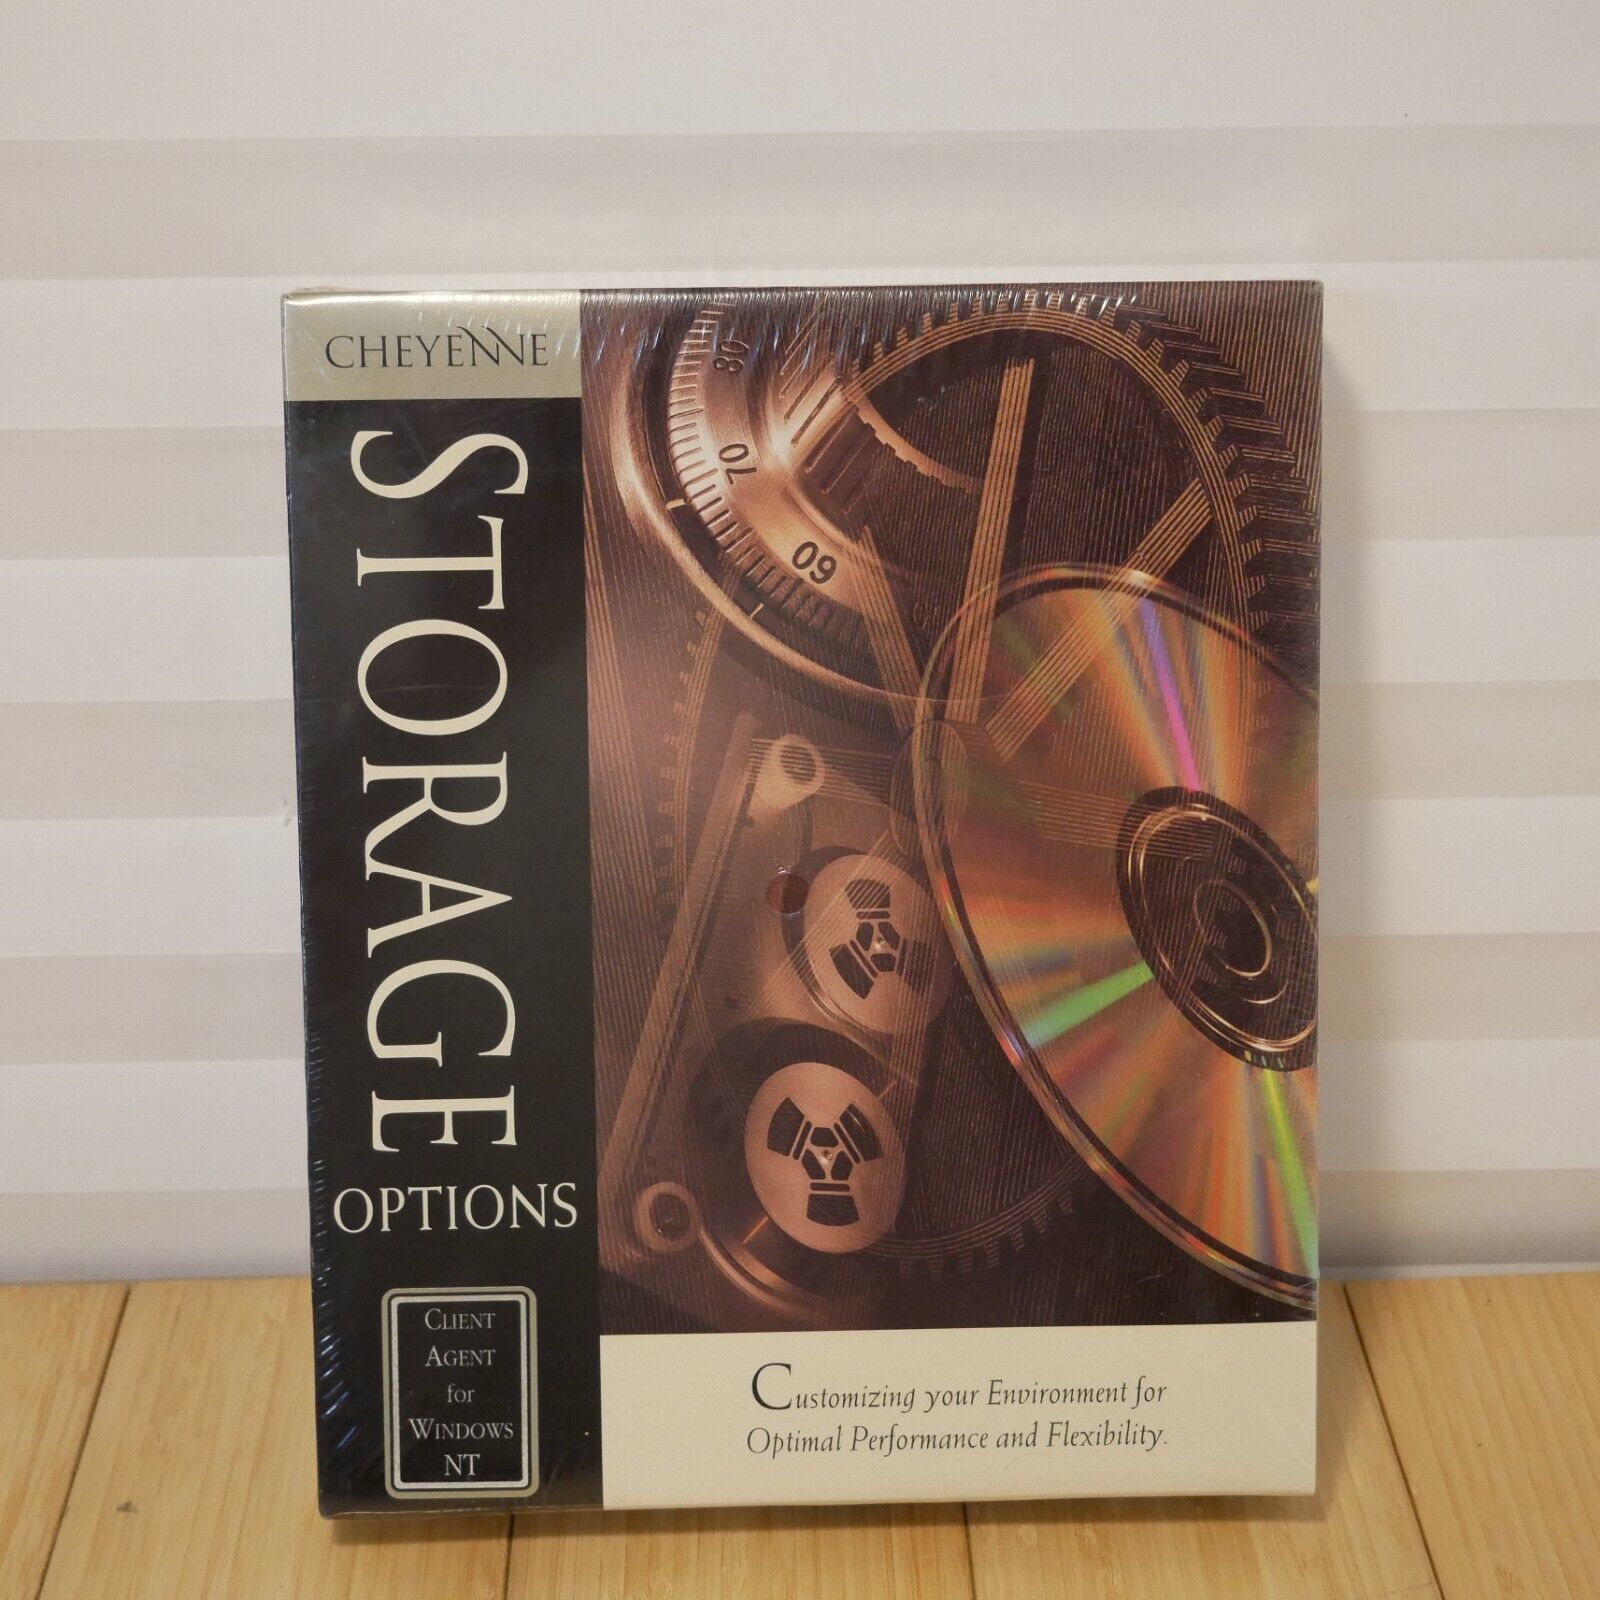 CHEYENNE
STORAGE
OPTIONS
CLIENT
AGENT
for
WINDOWS
NT
80
70
60
Customizing your Environment for
Optimal Performance and Flexibility.